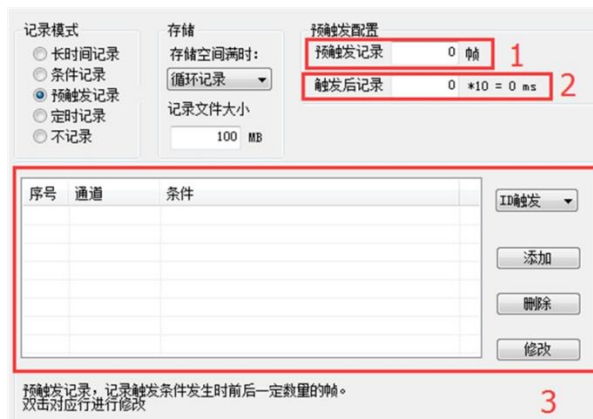 记录模式
长时间记录
条件记录
预触发记录
定时记录
不记录
存储
存储空间满时:
循环记录
记录文件大小
100 MB
预触发配置
预触发记录 0 帧 1
触发后记录 0 *10 = 0 ms 2
序号 通道 条件
ID触发
添加
删除
修改
预触发记录，记录触发条件发生时前后一定数量的帧。
双击对应行进行修改
3